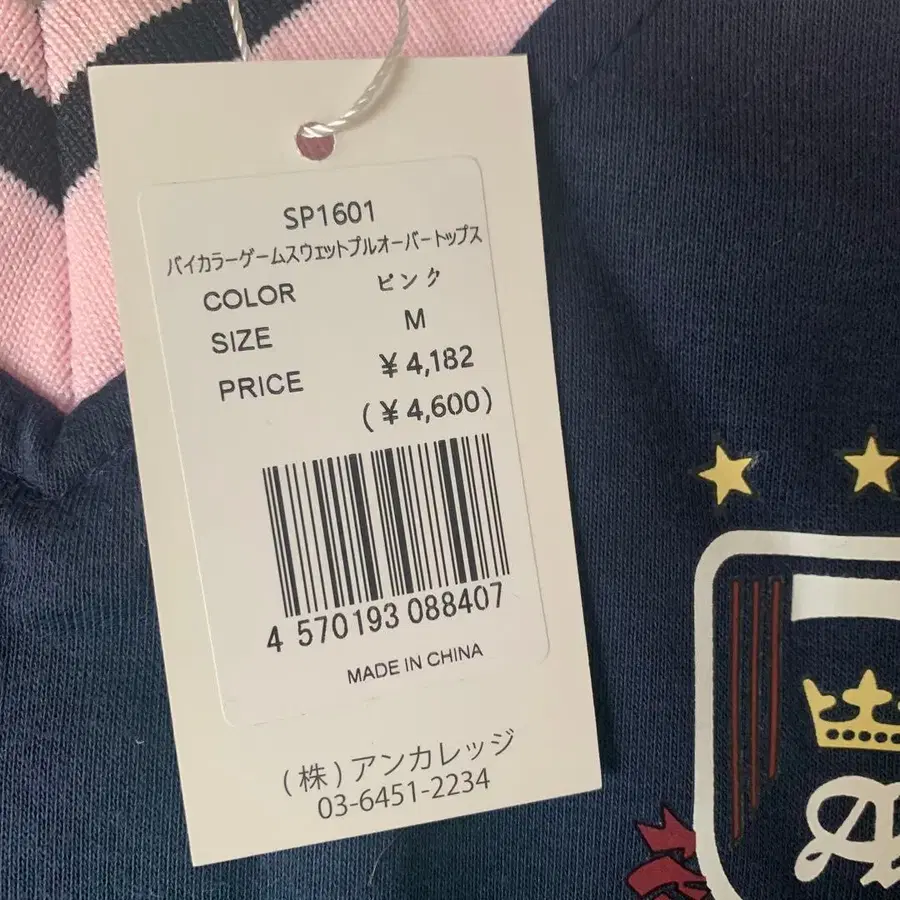 SP1601
バイカラーゲームスウェットプルオーバートップス
COLOR ピンク
SIZE M
PRICE ¥4,182
(¥4,600)
4 570193 088407
MADE IN CHINA
(株)アンカレッジ
03-6451-2234